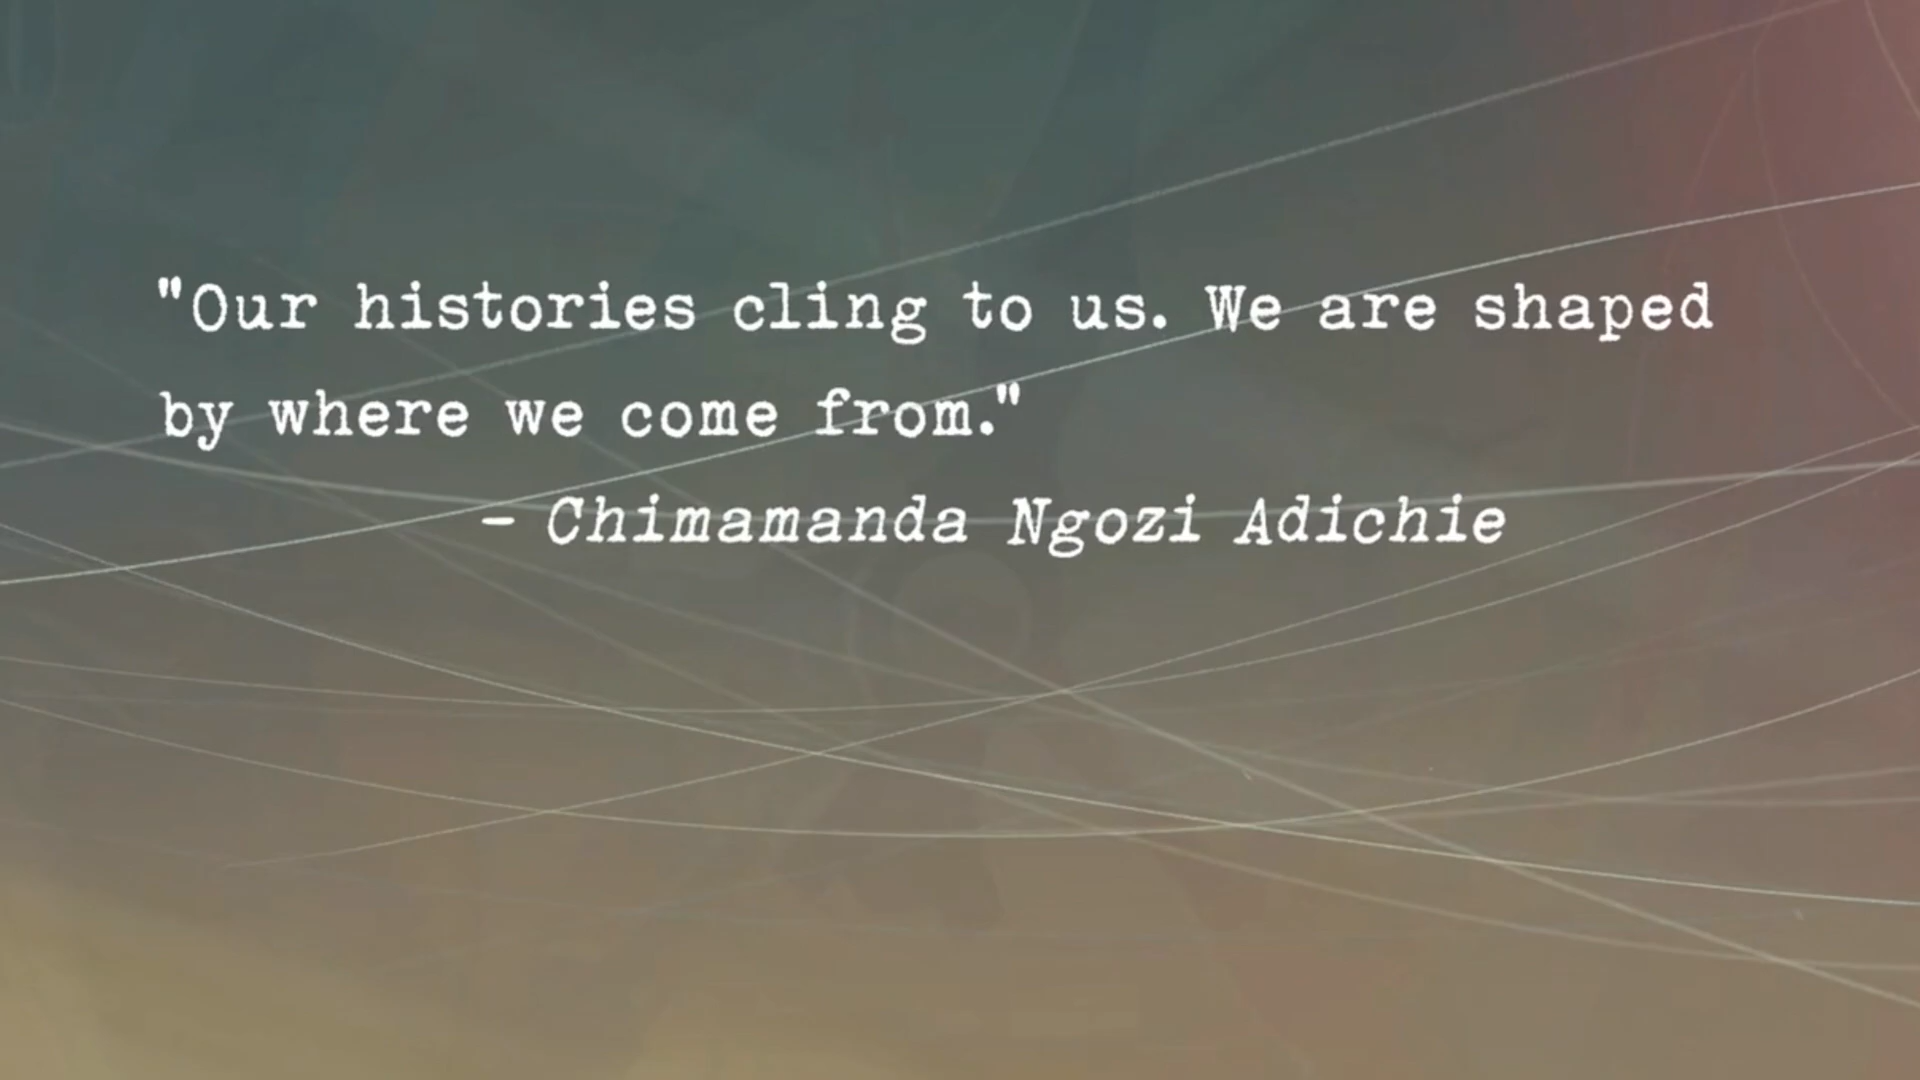 "Our histories cling to us. We are shaped
by where we come from."
- Chimamanda Ngozi Adichie